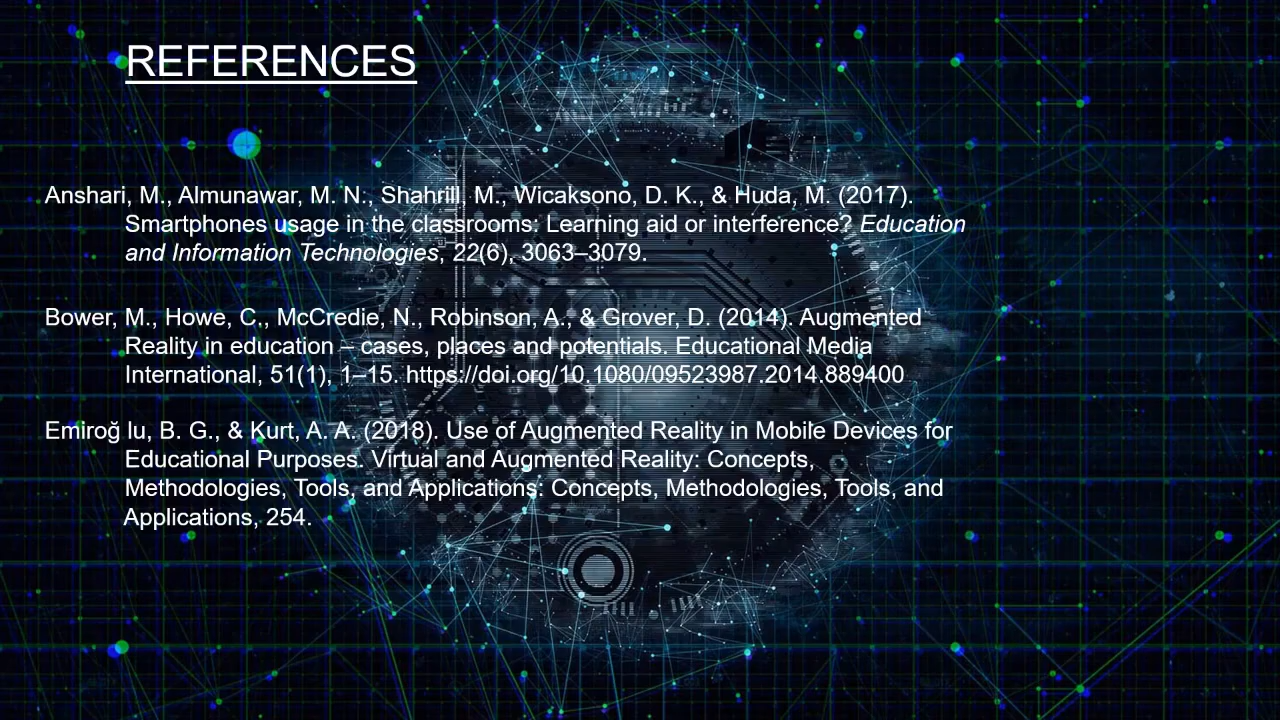 REFERENCES
Anshari, M., Almunawar, M. N., Shahrill, M., Wicaksono, D. K., & Huda, M. (2017).
Smartphones usage in the classrooms: Learning aid or interference? Education
and Information Technologies, 22(6), 3063–3079.
Bower, M., Howe, C., McCredie, N., Robinson, A., & Grover, D. (2014). Augmented
Reality in education – cases, places and potentials. Educational Media
International, 51(1), 1–15. https://doi.org/10.1080/09523987.2014.889400
Emiroğ lu, B. G., & Kurt, A. A. (2018). Use of Augmented Reality in Mobile Devices for
Educational Purposes. Virtual and Augmented Reality: Concepts,
Methodologies, Tools, and Applications: Concepts, Methodologies, Tools, and
Applications, 254.